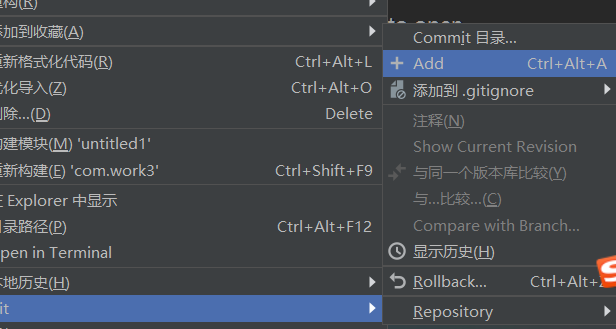 构(R)
添加到收藏(A)
新格式化代码(R) Ctrl+Alt+L
化导入(Z) Ctrl+Alt+O
除...(D) Delete
建模块(M) 'untitled1'
重新构建(E) 'com.work3' Ctrl+Shift+F9
Explorer 中显示
目录路径(P) Ctrl+Alt+F12
pen in Terminal
地历史(H)
it
to open
Commit 目录...
Add Ctrl+Alt+A
添加到 .gitignore
注释(N)
Show Current Revision
与同一个版本库比较(Y)
与...比较...(C)
Compare with Branch...
显示历史(H)
Rollback... Ctrl+Alt+Z
Repository